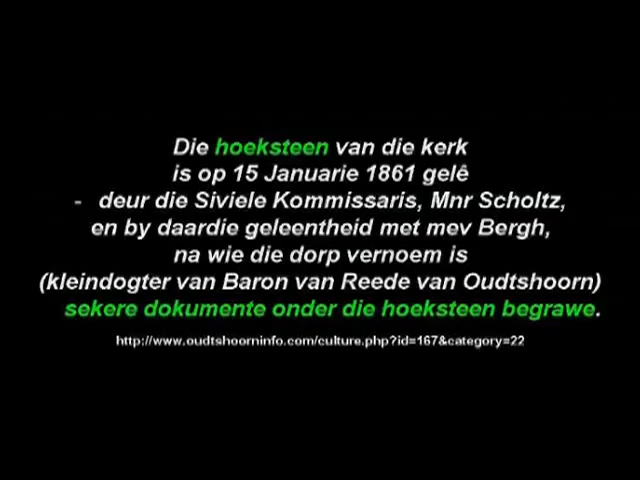 Die hoeksteen van die kerk
is op 15 Januarie 1861 gelê
- deur die Siviele Kommissaris, Mnr Scholtz,
en by daardie geleentheid met mev Bergh,
na wie die dorp vernoem is
(kleindogter van Baron van Reede van Oudtshoorn)
sekere dokumente onder die hoeksteen begrawe.
http://www.oudtshoorninfo.com/culture.php?id=167&category=22